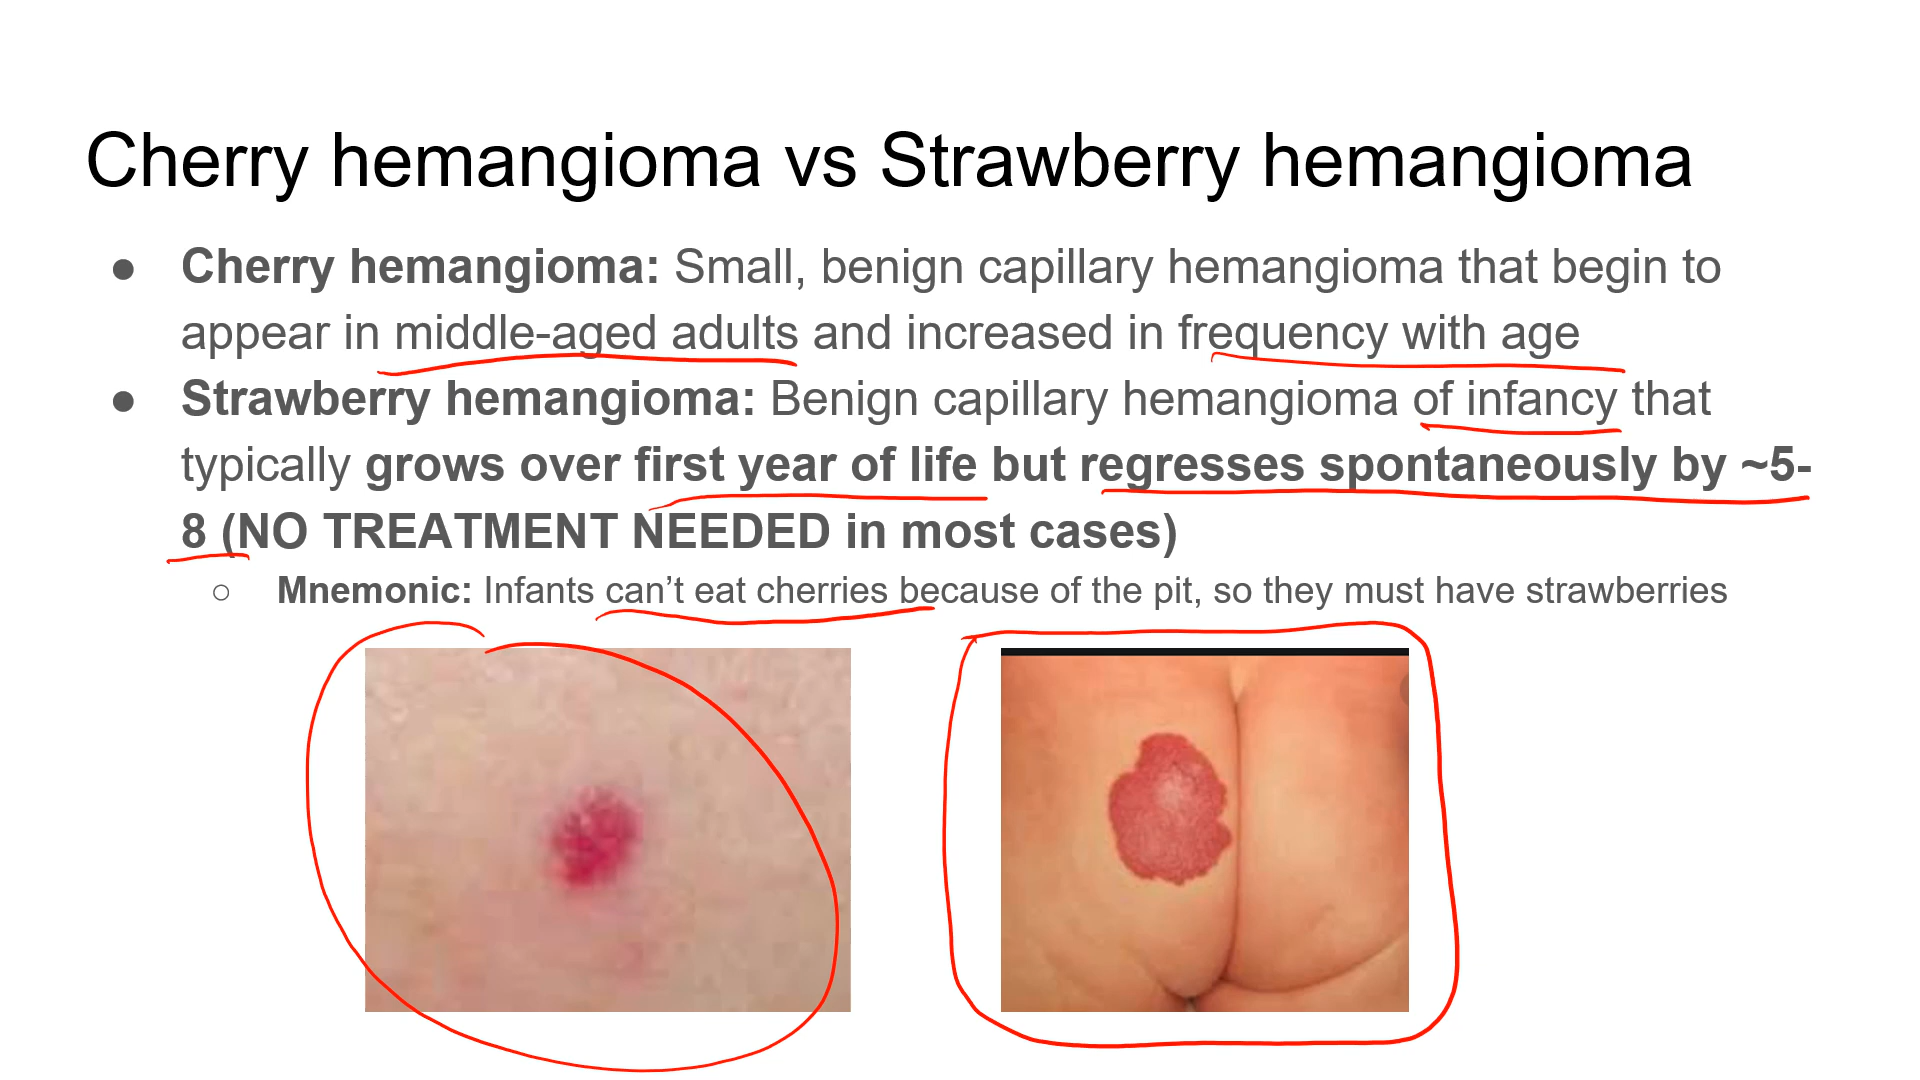 Cherry hemangioma vs Strawberry hemangioma
● Cherry hemangioma: Small, benign capillary hemangioma that begin to
appear in middle-aged adults and increased in frequency with age
● Strawberry hemangioma: Benign capillary hemangioma of infancy that
typically grows over first year of life but regresses spontaneously by ~5-
8 (NO TREATMENT NEEDED in most cases)
○ Mnemonic: Infants can’t eat cherries because of the pit, so they must have strawberries